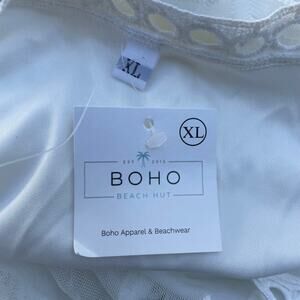 XL
XL
EST 2015
BOHO
BEACH HUT
Boho Apparel & Beachwear